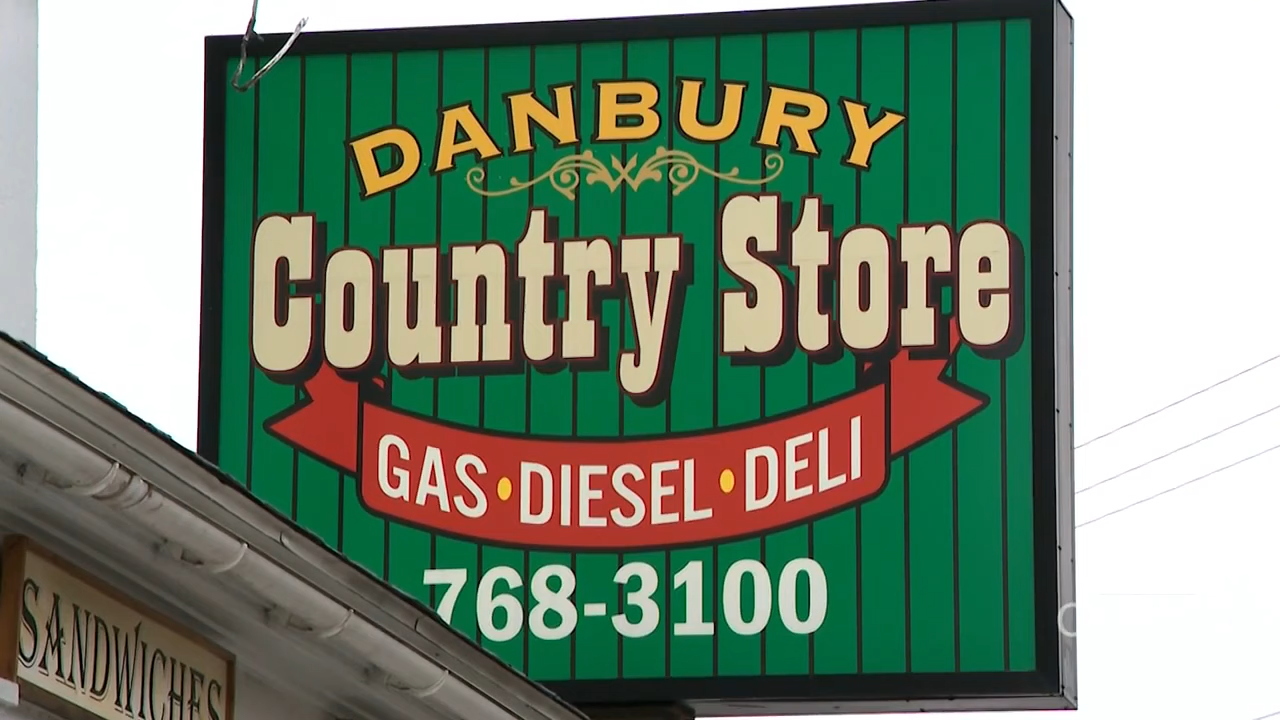 DANBURY
Country Store
GAS • DIESEL • DELI
768-3100
SANDWICHES